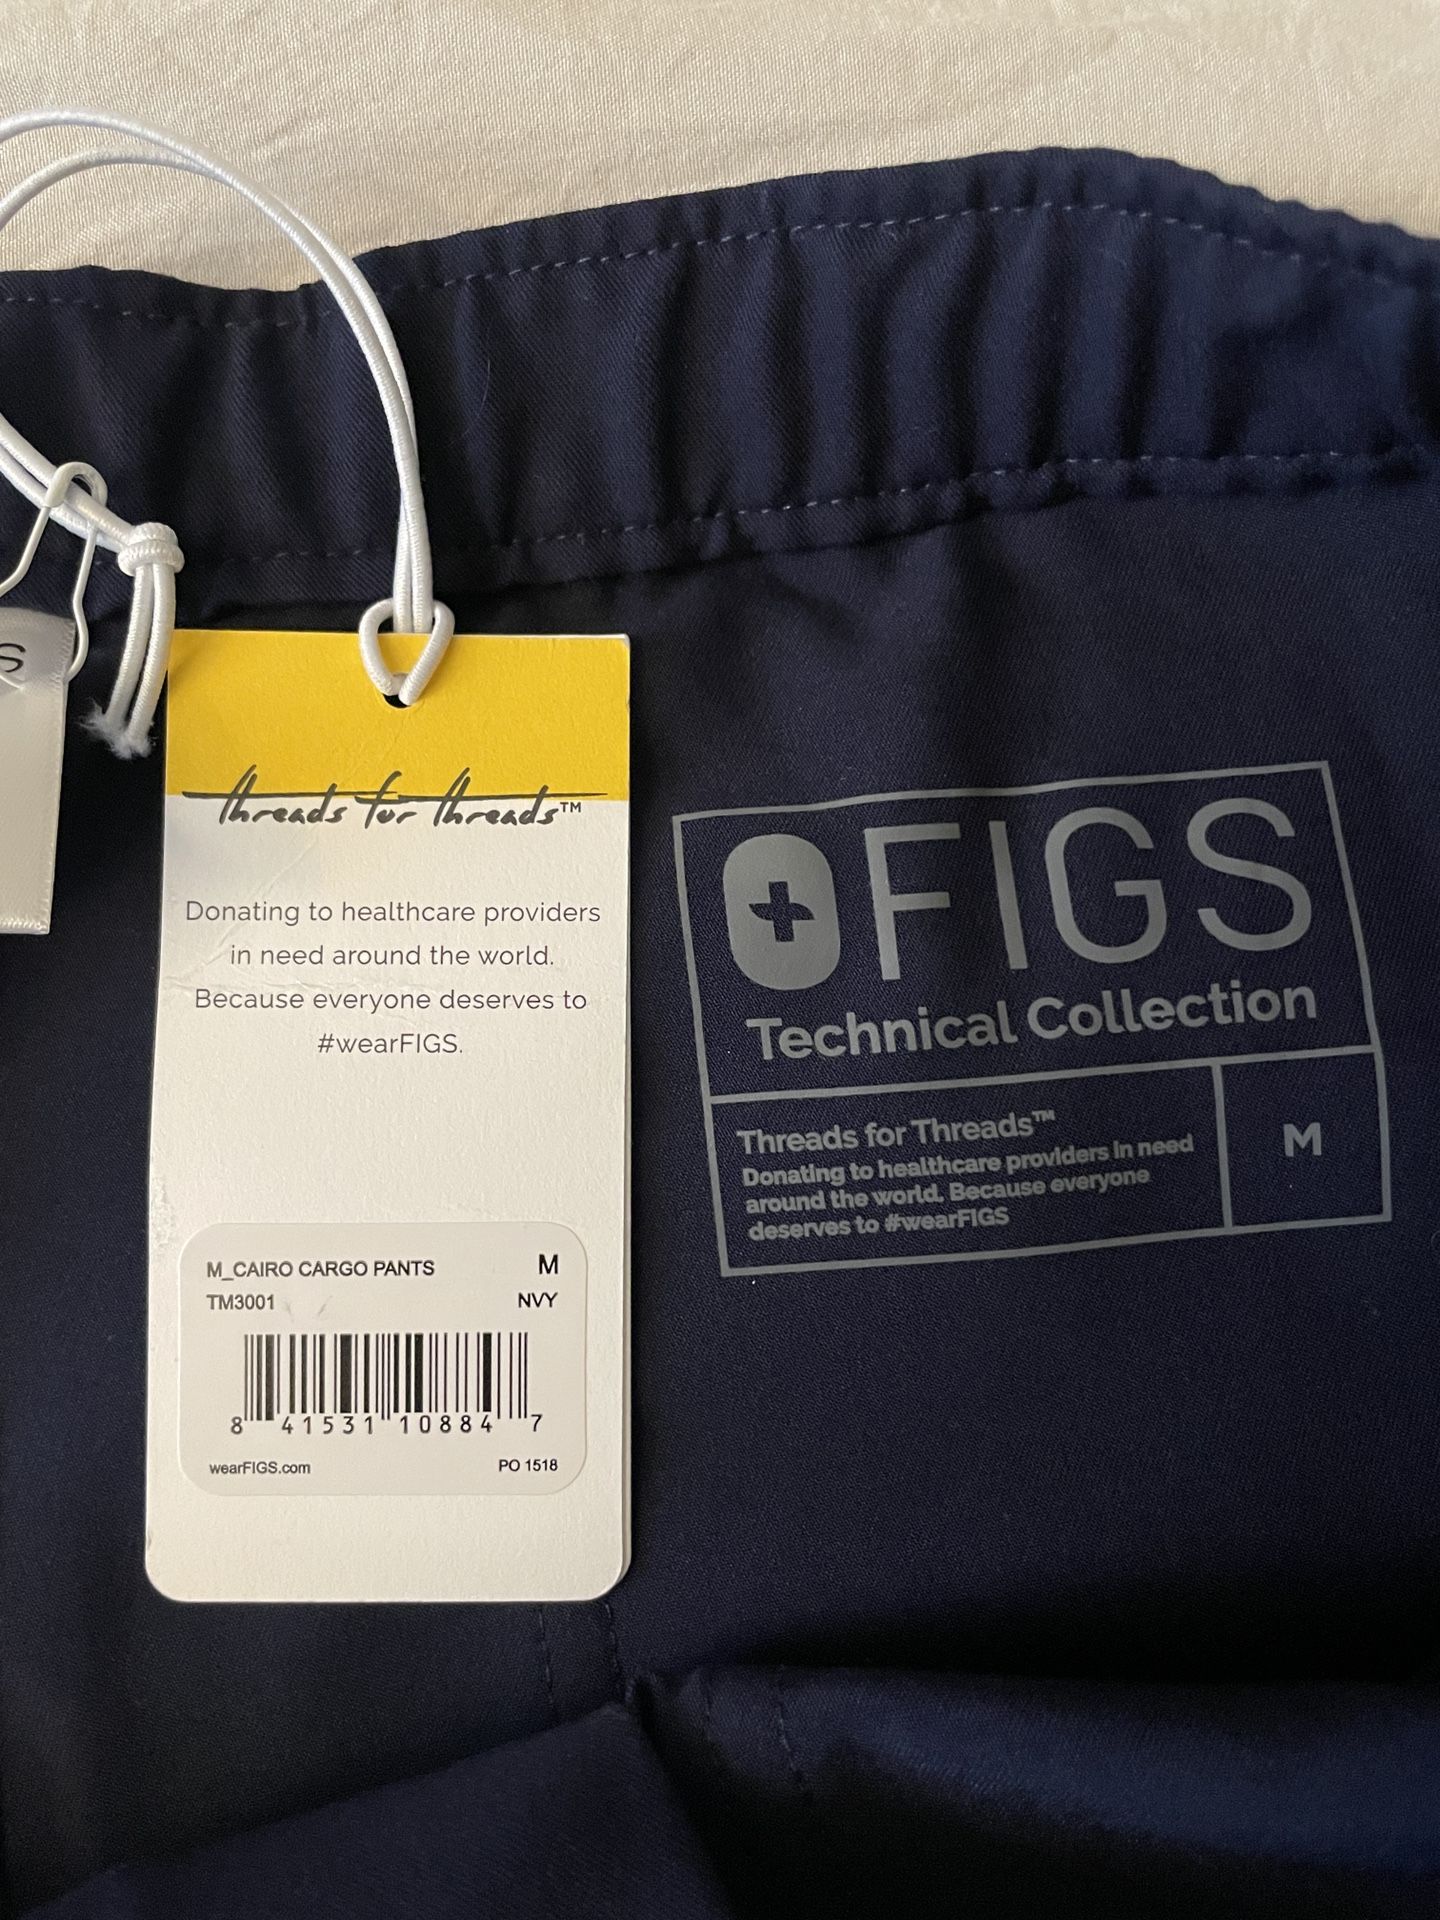 S
threads for threads™
Donating to healthcare providers
in need around the world.
Because everyone deserves to
#wearFIGS.
M_CAIRO CARGO PANTS M
TM3001 NVY
8 41531 10884 7
wearFIGS.com PO 1518
FIGS
Technical Collection
Threads for Threads™
Donating to healthcare providers in need
around the world. Because everyone
deserves to #wearFIGS
M